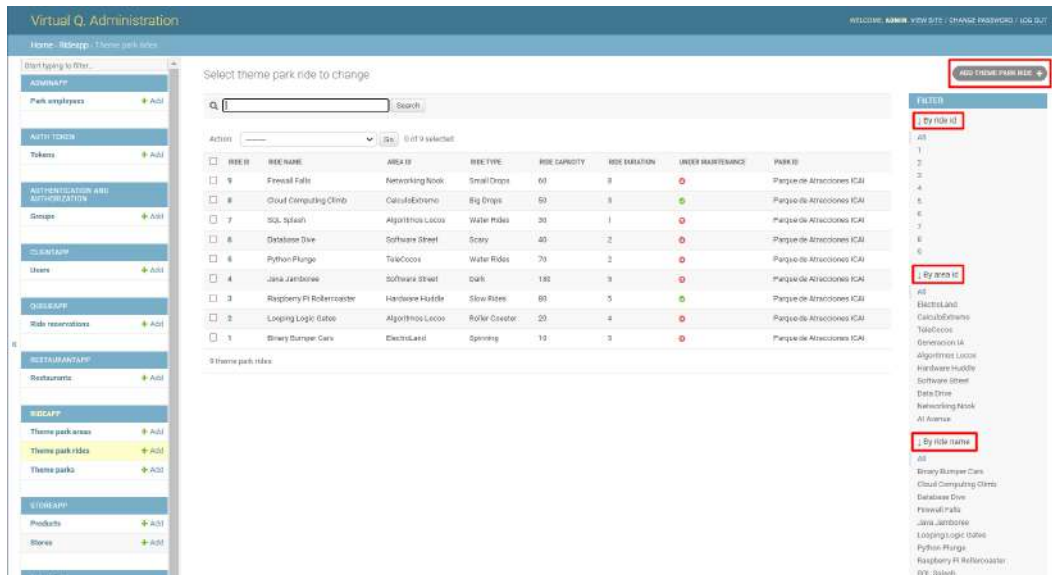 Virtual Q. Administration
WELCOME, ADMIN. VIEW SITE / CHANGE PASSWORD / LOG OUT
Home › Rideapp › Theme park rides
Start typing to filter...
ADMINAPP
Park employees + Add
AUTH TOKEN
Tokens + Add
AUTHENTICATION AND AUTHORIZATION
Groups + Add
CLIENTAPP
Users + Add
QUEUEAPP
Ride reservations + Add
RESTAURANTAPP
Restaurants + Add
RIDEAPP
Theme park areas + Add
Theme park rides + Add
Theme parks + Add
STOREAPP
Products + Add
Stores + Add
Select theme park ride to change
ADD THEME PARK RIDE +
Search
Action: --------- Go 0 of 9 selected
RIDE ID RIDE NAME AREA ID RIDE TYPE RIDE CAPACITY RIDE DURATION UNDER MAINTENANCE PARK ID
9 Firewall Falls Networking Nook Small Drops 60 Parque de Atracciones ICAI
8 Cloud Computing Climb CalculoExtremo Big Drops 50 Parque de Atracciones ICAI
7 SQL Splash Algoritmos Locos Water Rides 1 Parque de Atracciones ICAI
Database Dive Software Street Scary 40 2 Parque de Atracciones ICAI
Python Plunge TeleCocos Water Rides 70 2 Parque de Atracciones ICAI
4 Java Jamboree Software Street Dark Parque de Atracciones ICAI
3 Raspberry Pi Rollercoaster Hardware Huddle Slow Rides 5 Parque de Atracciones ICAI
2 Looping Logic Gates Algoritmos Locos Roller Coaster 20 4 Parque de Atracciones ICAI
1 Binary Bumper Cars ElectroLand Spinning 10 Parque de Atracciones ICAI
9 theme park rides
FILTER
↓ By ride id
All
1
2
3
4
5
6
7
8
9
↓ By area id
All
ElectroLand
CalculoExtremo
TeleCocos
Generacion IA
Algoritmos Locos
Hardware Huddle
Software Street
Data Drive
Networking Nook
AI Avenue
↓ By ride name
All
Binary Bumper Cars
Cloud Computing Climb
Database Dive
Firewall Falls
Java Jamboree
Looping Logic Gates
Python Plunge
Raspberry Pi Rollercoaster
SQL Splash